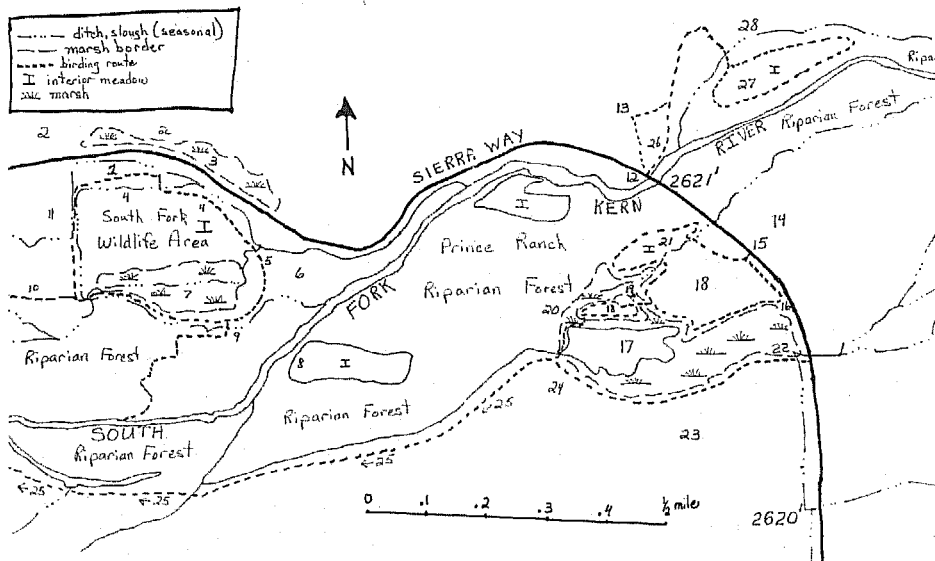 ditch, slough (seasonal)
marsh border
birding route
I interior meadow
marsh
N
SIERRA WAY
RIVER
Riparian Forest
Ripa
KERN
2621'
28
27
I
26
13
12
2
3
2
4
4
11
South Fork
I
Wildlife Area
5
6
7
10
9
Riparian Forest
Prince Ranch
Riparian Forest
I
FORK
8
I
Riparian Forest
SOUTH
Riparian Forest
I
21
14
15
18
16
19
18
20
17
22
24
23
25
←25
←25
←25
2620'
0 .1 .2 .3 .4 ½ mile